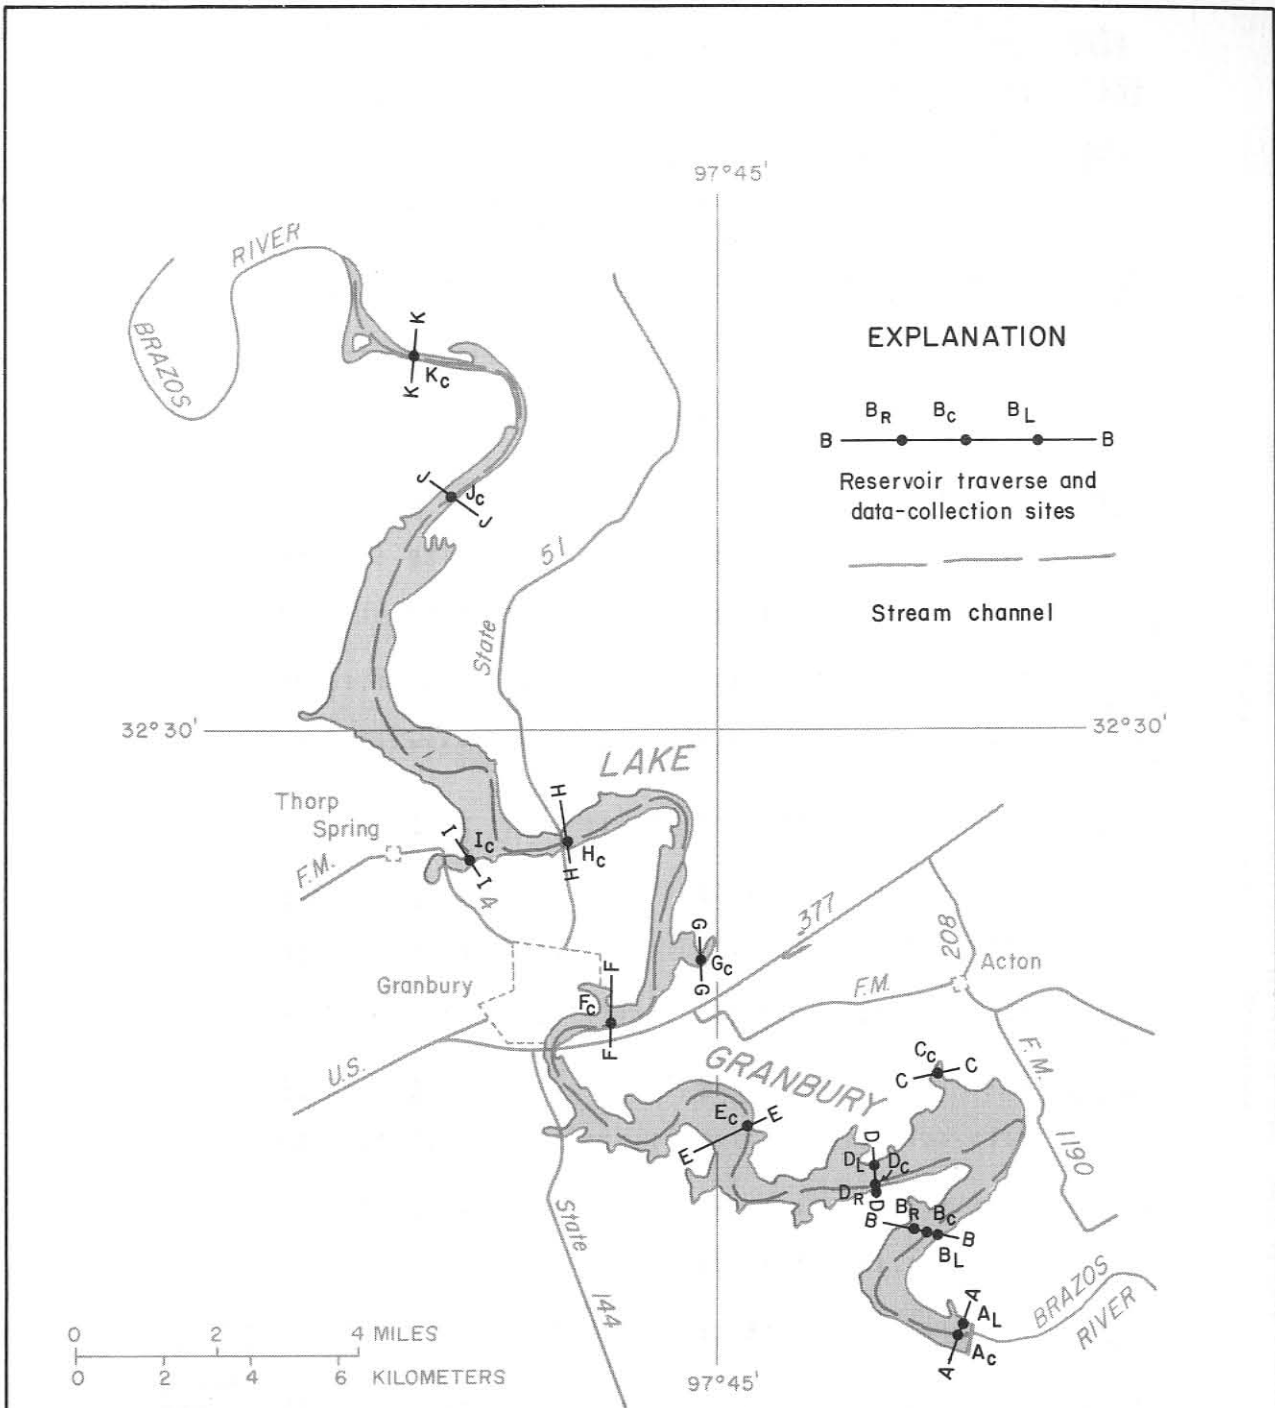 97°45'
RIVER
BRAZOS
K
K
Kc
J
Jc
J
EXPLANATION
BR Bc BL
B B
Reservoir traverse and
data-collection sites
Stream channel
State 51
32°30' 32°30'
LAKE
Thorp
Spring
F.M. 4
I
Ic
I
H
Hc
H
G
Gc
G
377
208
Acton
F.M.
Granbury
F
Fc
F
U.S.
GRANBURY
Cc
C C
F.M. 1190
Ec
E E
D
DL Dc
DR
D
BR Bc
B B
BL
State 144
A
AL
Ac
A
BRAZOS
RIVER
0 2 4 MILES
0 2 4 6 KILOMETERS
97°45'